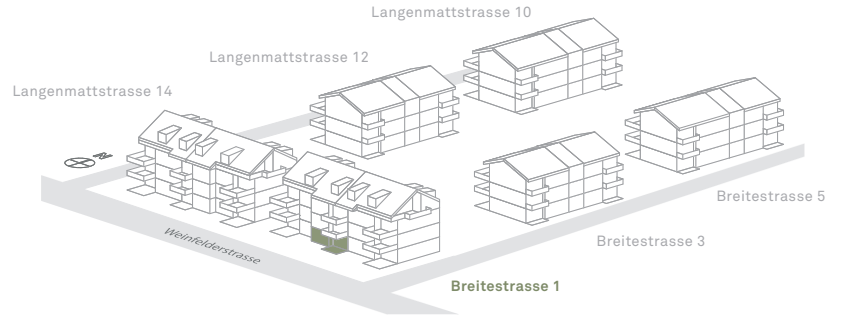 Langenmattstrasse 10
Langenmattstrasse 12
Langenmattstrasse 14
N
Weinfelderstrasse
Breitestrasse 5
Breitestrasse 3
Breitestrasse 1